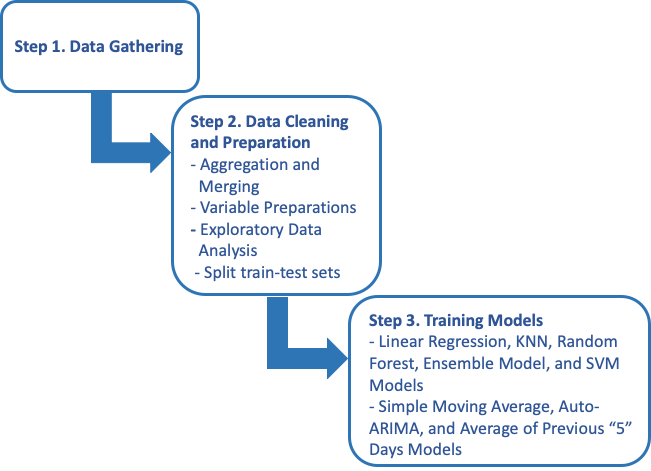 Step 1. Data Gathering
Step 2. Data Cleaning
and Preparation
- Aggregation and
Merging
- Variable Preparations
- Exploratory Data
Analysis
- Split train-test sets
Step 3. Training Models
- Linear Regression, KNN, Random
Forest, Ensemble Model, and SVM
Models
- Simple Moving Average, Auto-
ARIMA, and Average of Previous “5”
Days Models